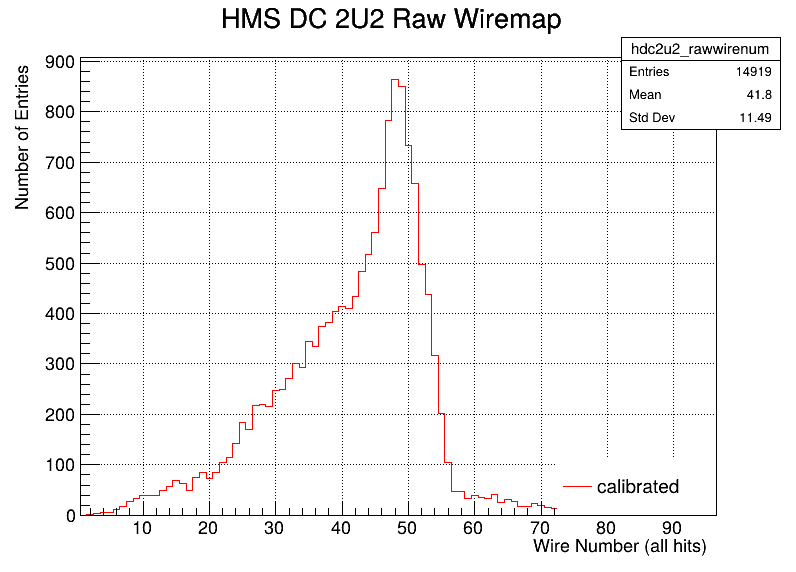 HMS DC 2U2 Raw Wiremap
hdc2u2_rawwirenum
Entries 14919
Mean 41.8
Std Dev 11.49
Number of Entries
900
800
700
600
500
400
300
200
100
0
calibrated
10 20 30 40 50 60 70 80 90
Wire Number (all hits)